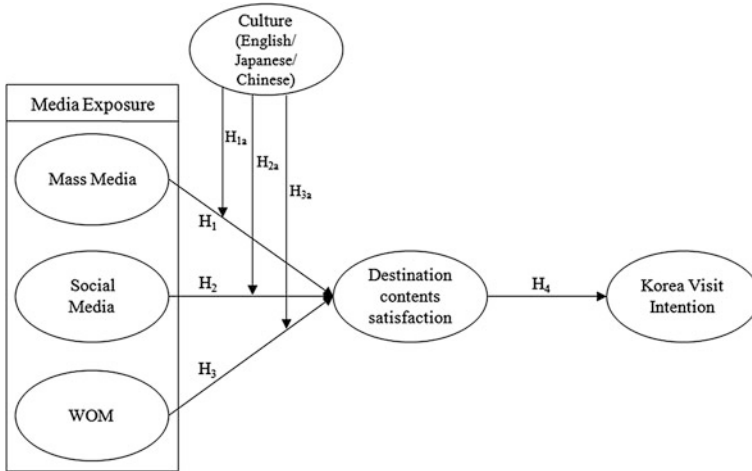 Culture
(English/
Japanese/
Chinese)
Media Exposure
H1a
H2a
H3a
Mass Media
H1
Social
Media
H2
Destination
contents
satisfaction
H4
Korea Visit
Intention
H3
WOM